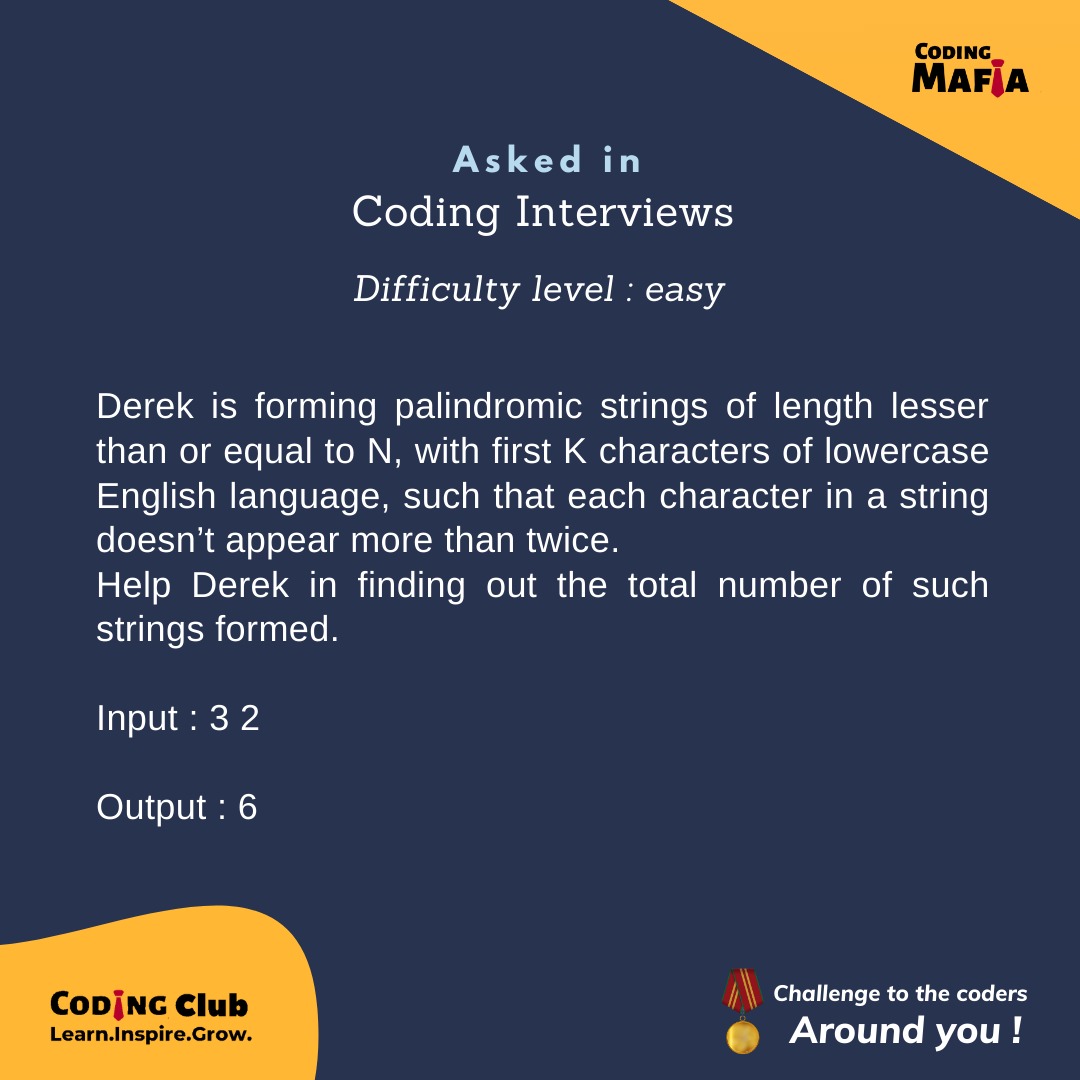 CODING
MAFIA
Asked in
Coding Interviews
Difficulty level : easy
Derek is forming palindromic strings of length lesser
than or equal to N, with first K characters of lowercase
English language, such that each character in a string
doesn’t appear more than twice.
Help Derek in finding out the total number of such
strings formed.
Input : 3 2
Output : 6
CODING Club
Learn.Inspire.Grow.
Challenge to the coders
Around you !